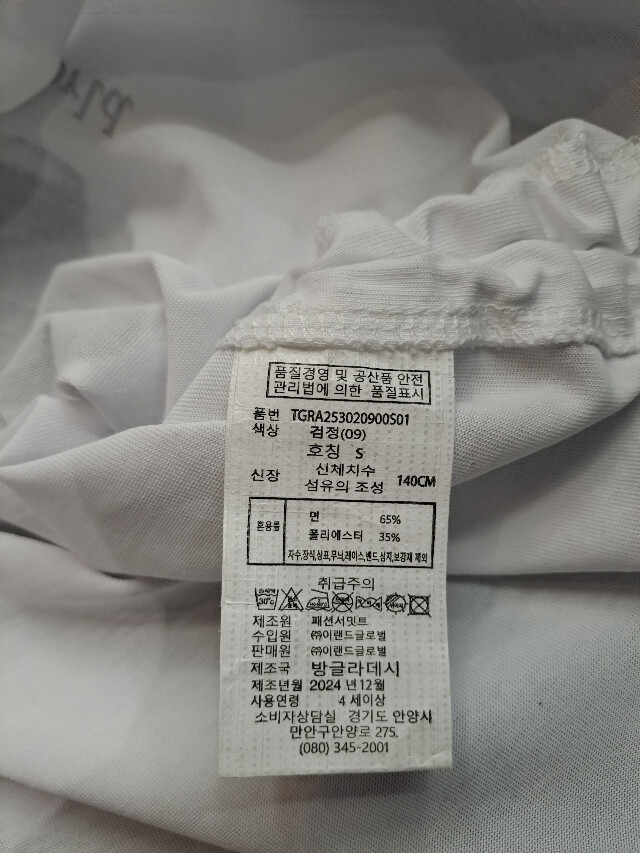 품질경영 및 공산품 안전
관리법에 의한 품질표시
품번 TGRA253020900S01
색상 검정(09)
호칭 S
신체치수
신장 140CM
섬유의 조성
혼용률
면 65%
폴리에스터 35%
자수,장식,상표,무늬,레이스,밴드,심지,보강재 제외
취급주의
30℃
제조원 패션서밋트
수입원 ㈜이랜드글로벌
판매원 ㈜이랜드글로벌
제조국 방글라데시
제조년월 2024 년 12월
사용연령 4 세이상
소비자상담실 경기도 안양시
만안구안양로 275.
(080) 345-2001